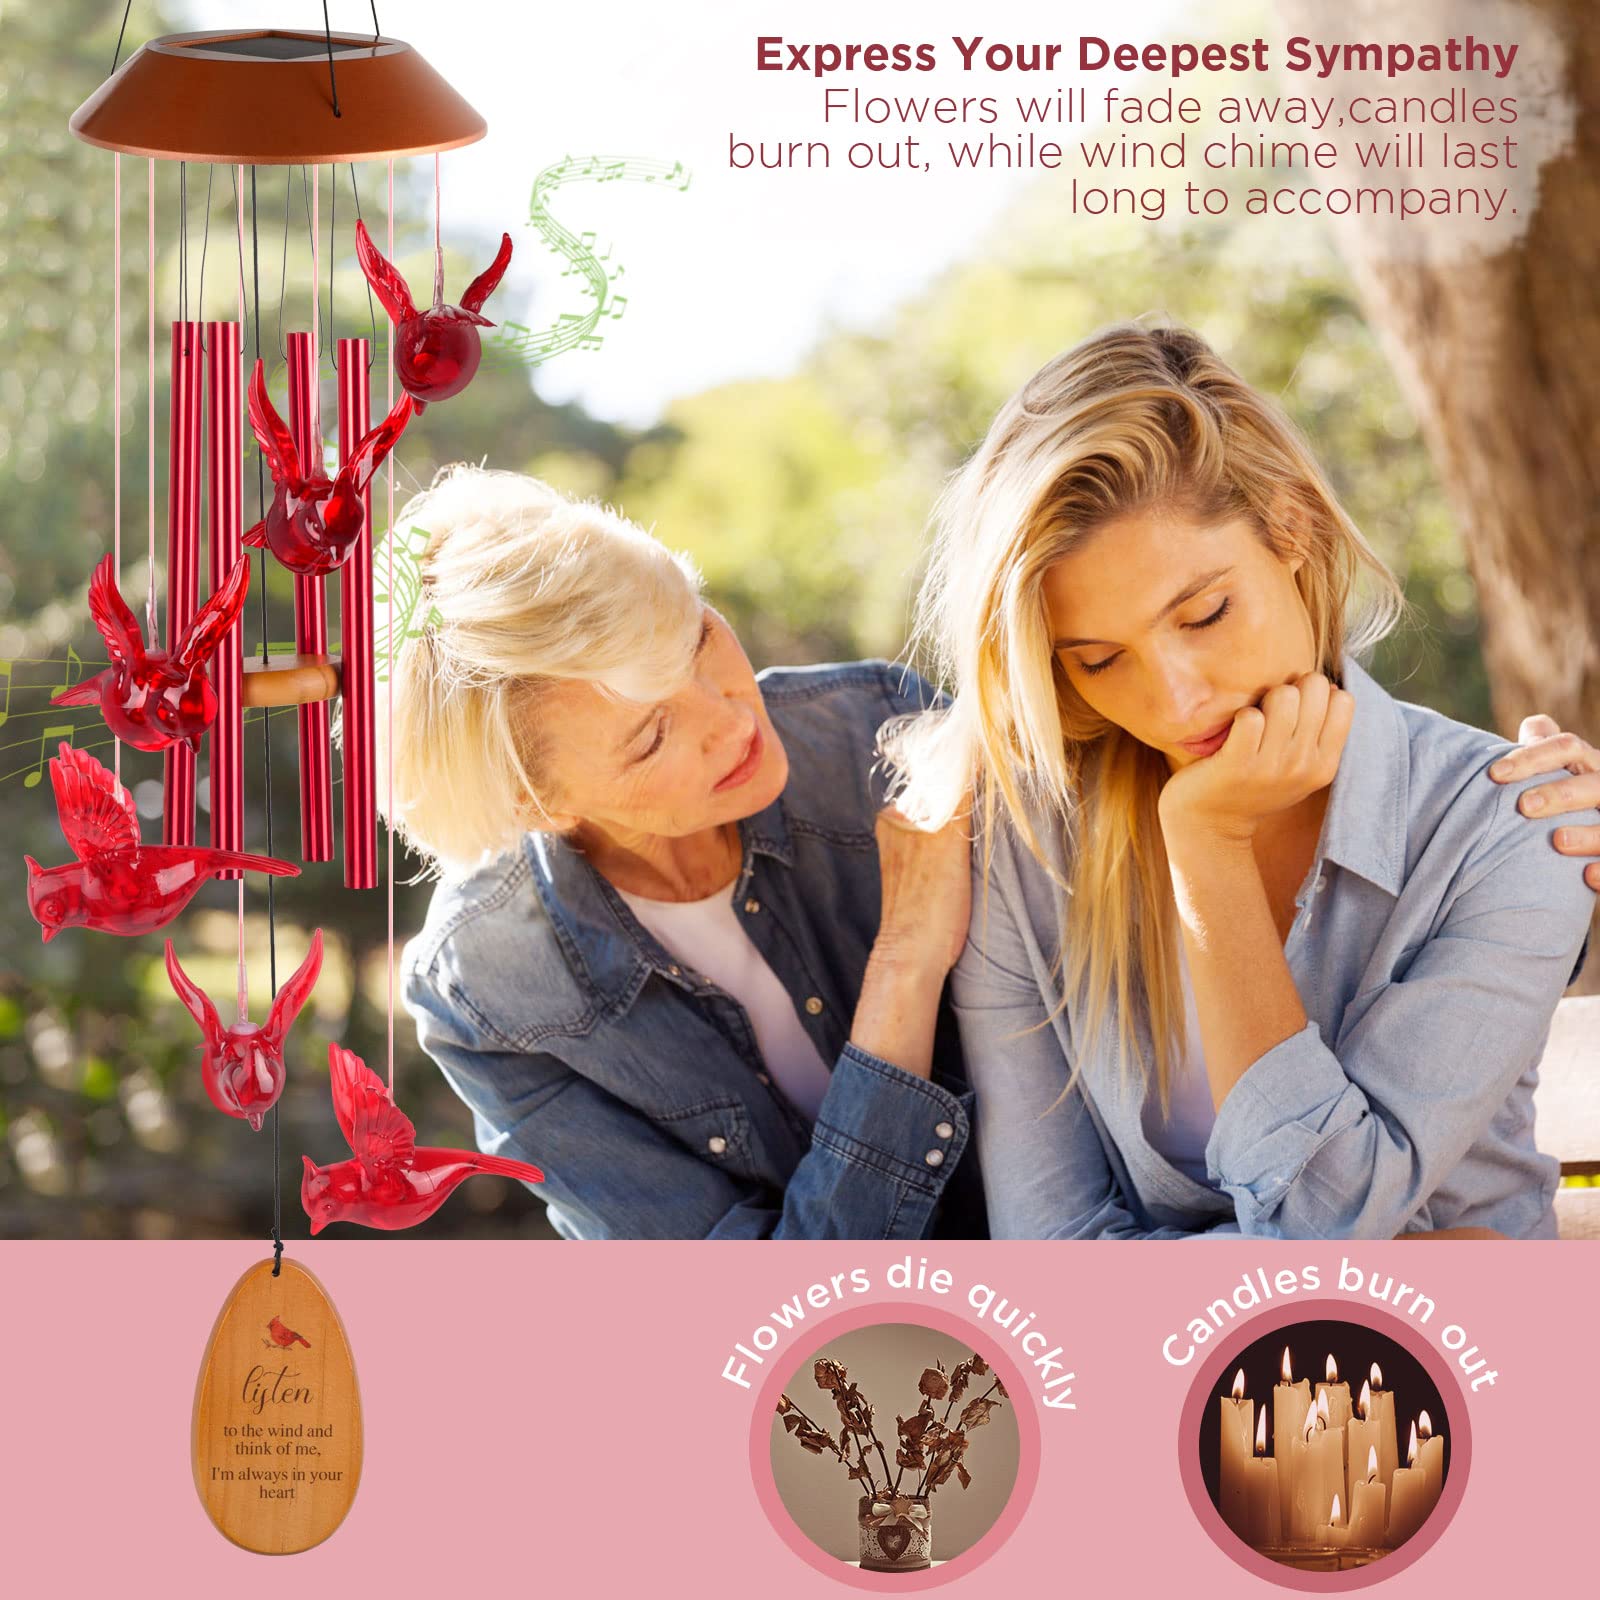 Express Your Deepest Sympathy
Flowers will fade away,candles
burn out, while wind chime will last
long to accompany.
Flowers die quickly
Candles burn out
listen
to the wind and
think of me,
I'm always in your
heart